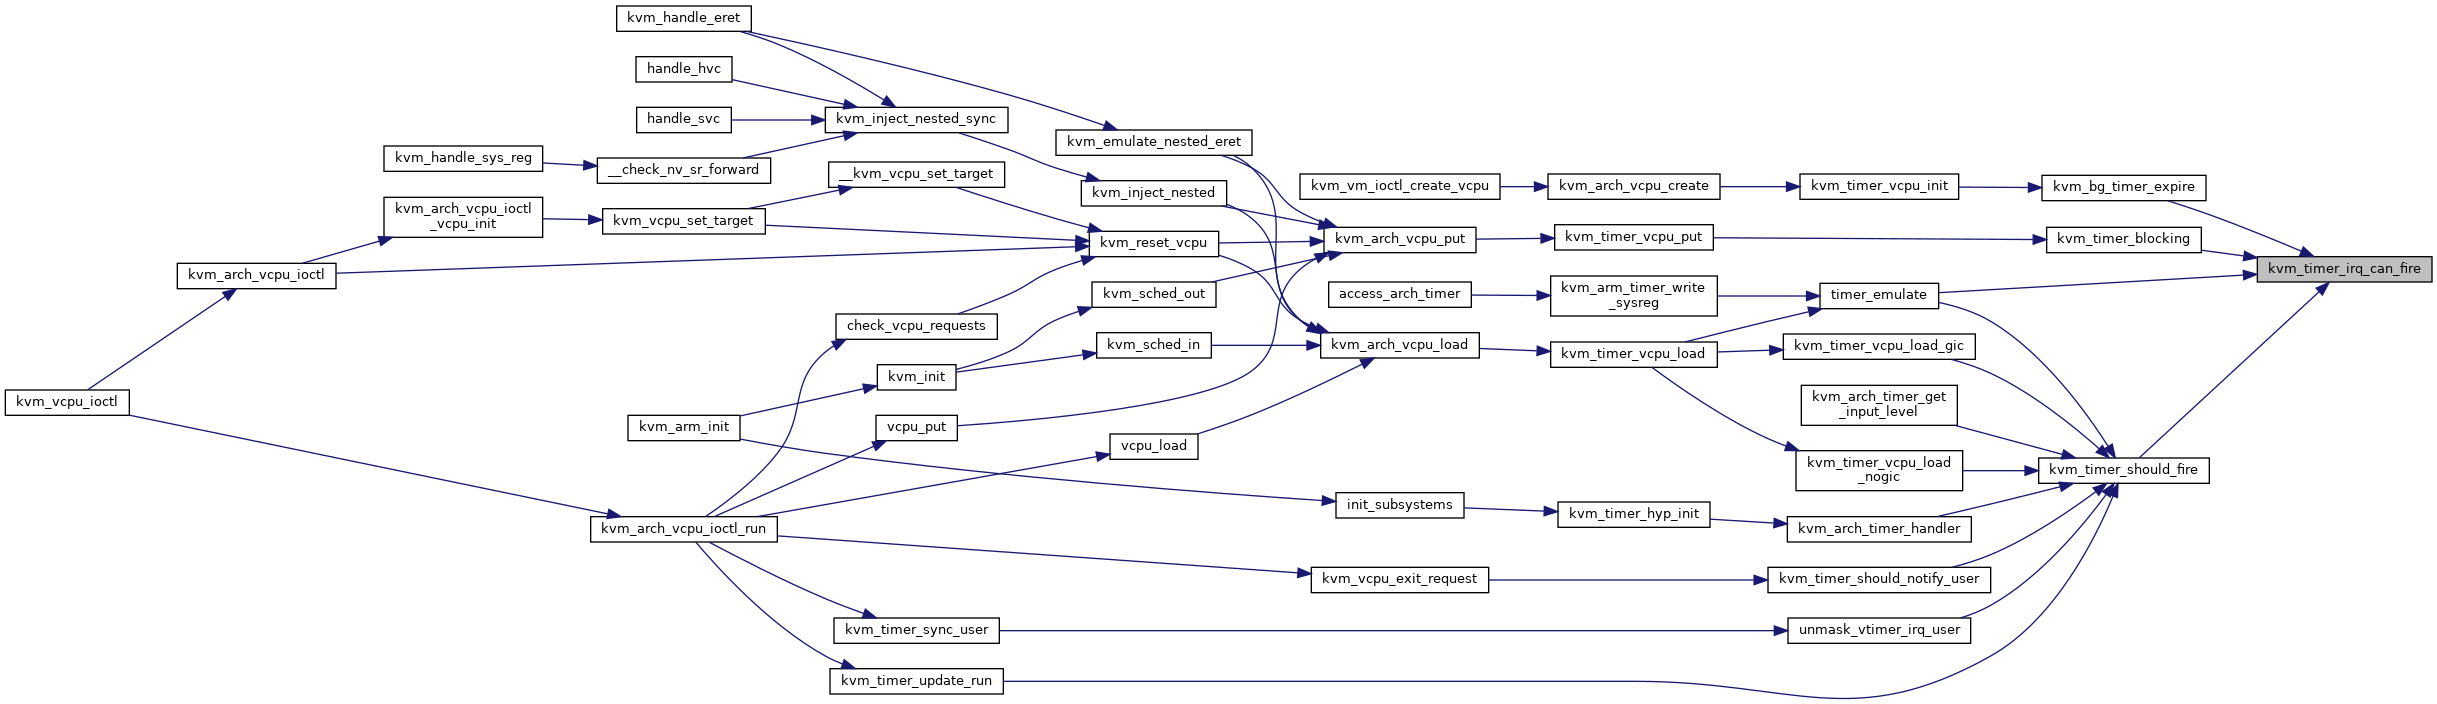 kvm_handle_eret
handle_hvc
handle_svc
kvm_inject_nested_sync
kvm_emulate_nested_eret
kvm_handle_sys_reg
__check_nv_sr_forward
__kvm_vcpu_set_target
kvm_inject_nested
kvm_vm_ioctl_create_vcpu
kvm_arch_vcpu_create
kvm_timer_vcpu_init
kvm_bg_timer_expire
kvm_arch_vcpu_ioctl
_vcpu_init
kvm_vcpu_set_target
kvm_reset_vcpu
kvm_arch_vcpu_put
kvm_timer_vcpu_put
kvm_timer_blocking
kvm_timer_irq_can_fire
kvm_arch_vcpu_ioctl
kvm_sched_out
access_arch_timer
kvm_arm_timer_write
_sysreg
timer_emulate
check_vcpu_requests
kvm_sched_in
kvm_arch_vcpu_load
kvm_timer_vcpu_load
kvm_timer_vcpu_load_gic
kvm_init
kvm_vcpu_ioctl
kvm_arch_timer_get
_input_level
kvm_arm_init
vcpu_put
vcpu_load
kvm_timer_vcpu_load
_nogic
kvm_timer_should_fire
init_subsystems
kvm_timer_hyp_init
kvm_arch_timer_handler
kvm_arch_vcpu_ioctl_run
kvm_vcpu_exit_request
kvm_timer_should_notify_user
kvm_timer_sync_user
unmask_vtimer_irq_user
kvm_timer_update_run